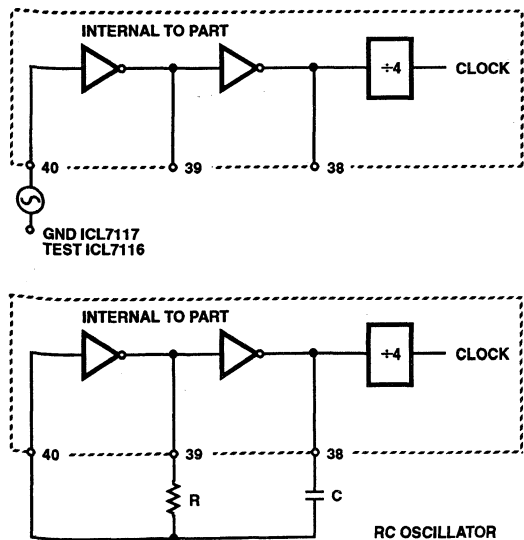 INTERNAL TO PART
÷4
CLOCK
40
39
38
GND ICL7117
TEST ICL7116
INTERNAL TO PART
÷4
CLOCK
40
39
38
R
C
RC OSCILLATOR